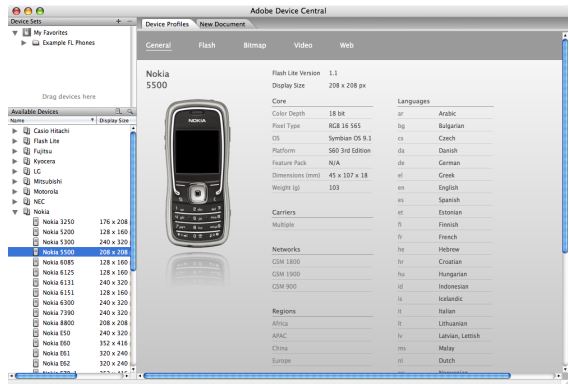 Adobe Device Central
Device Sets + −
My Favorites
Example FL Phones
Drag devices here
Available Devices
Name Display Size
Casio Hitachi
Flash Lite
Fujitsu
Kyocera
LG
Mitsubishi
Motorola
NEC
Nokia
Nokia 3250 176 x 208
Nokia 5200 128 x 160
Nokia 5300 240 x 320
Nokia 5500 208 x 208
Nokia 6085 128 x 160
Nokia 6125 128 x 160
Nokia 6131 240 x 320
Nokia 6151 128 x 160
Nokia 6300 240 x 320
Nokia 7390 240 x 320
Nokia 8800 208 x 208
Nokia E50 240 x 320
Nokia E60 352 x 416
Nokia E61 320 x 240
Nokia E62 320 x 240
Device Profiles New Document
General Flash Bitmap Video Web
Nokia
5500
NOKIA
Flash Lite Version 1.1
Display Size 208 x 208 px
Core
Color Depth 18 bit
Pixel Type RGB 16 565
OS Symbian OS 9.1
Platform S60 3rd Edition
Feature Pack N/A
Dimensions (mm) 45 x 107 x 18
Weight (g) 103
Carriers
Multiple
Networks
GSM 1800
GSM 1900
GSM 900
Regions
Africa
APAC
China
Europe
Languages
ar Arabic
bg Bulgarian
cs Czech
da Danish
de German
el Greek
en English
es Spanish
et Estonian
fi Finnish
fr French
he Hebrew
hr Croatian
hu Hungarian
id Indonesian
is Icelandic
it Italian
lt Lithuanian
lv Latvian, Lettish
ms Malay
nl Dutch